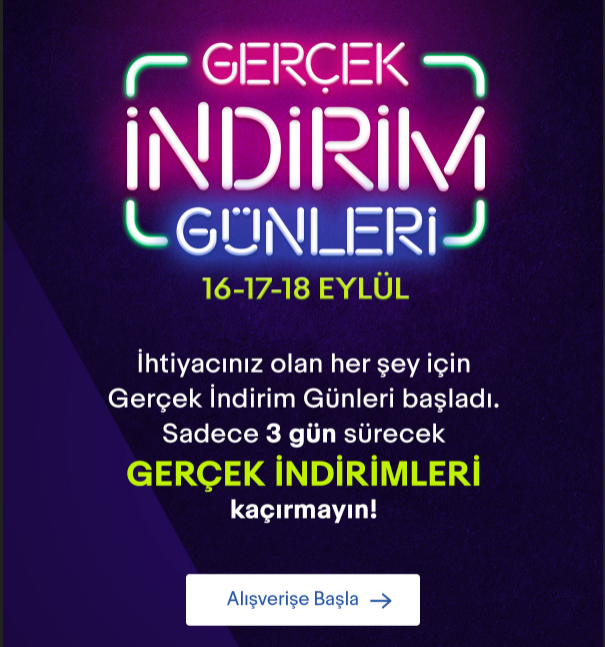 GERÇEK
İNDİRİM
GÜNLERİ
16-17-18 EYLÜL
İhtiyacınız olan her şey için
Gerçek İndirim Günleri başladı.
Sadece 3 gün sürecek
GERÇEK İNDİRİMLERİ
kaçırmayın!
Alışverişe Başla →